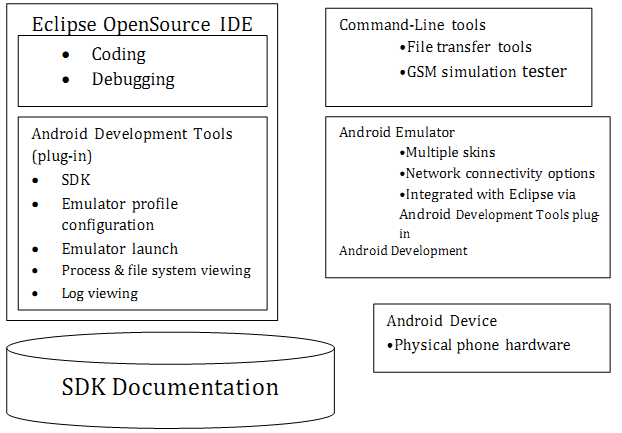 Eclipse OpenSource IDE
• Coding
• Debugging
Android Development Tools
(plug-in)
• SDK
• Emulator profile
configuration
• Emulator launch
• Process & file system viewing
• Log viewing
SDK Documentation
Command-Line tools
•File transfer tools
•GSM simulation tester
Android Emulator
•Multiple skins
•Network connectivity options
•Integrated with Eclipse via
Android Development Tools plug-
in
Android Development
Android Device
•Physical phone hardware